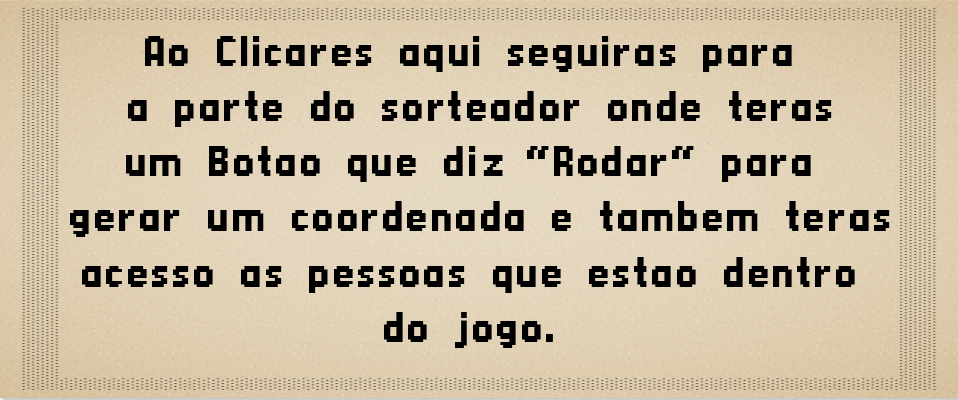 Ao Clicares aqui seguiras para
a parte do sorteador onde teras
um Botao que diz “Rodar“ para
gerar um coordenada e tambem teras
acesso as pessoas que estao dentro
do jogo.